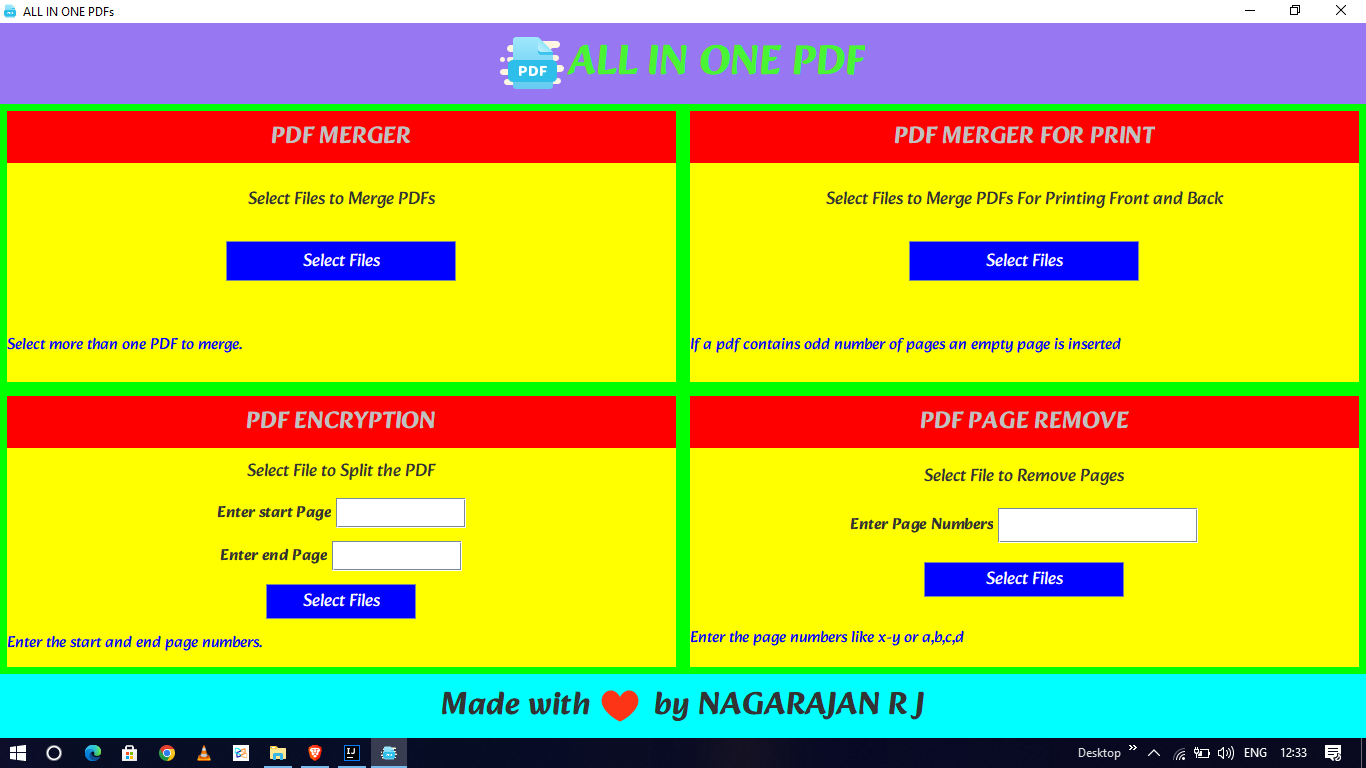 ALL IN ONE PDFs
PDF
ALL IN ONE PDF
PDF MERGER
Select Files to Merge PDFs
Select Files
Select more than one PDF to merge.
PDF MERGER FOR PRINT
Select Files to Merge PDFs For Printing Front and Back
Select Files
If a pdf contains odd number of pages an empty page is inserted
PDF ENCRYPTION
Select File to Split the PDF
Enter start Page
Enter end Page
Select Files
Enter the start and end page numbers.
PDF PAGE REMOVE
Select File to Remove Pages
Enter Page Numbers
Select Files
Enter the page numbers like x-y or a,b,c,d
Made with by NAGARAJAN R J
IJ
Desktop
ENG
12:33